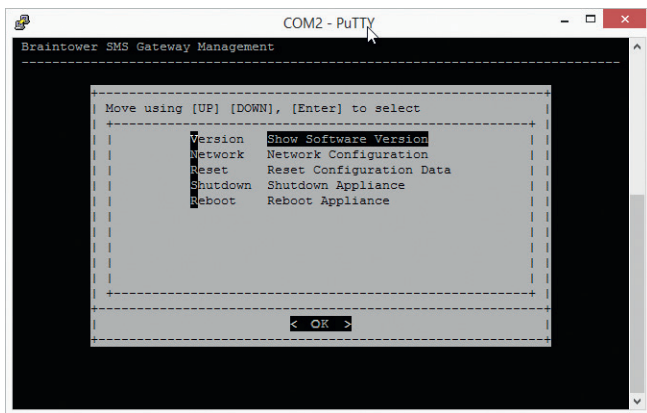 COM2 - PuTTY
Braintower SMS Gateway Management
Move using [UP] [DOWN], [Enter] to select
Version Show Software Version
Network Network Configuration
Reset Reset Configuration Data
Shutdown Shutdown Appliance
Reboot Reboot Appliance
< OK >